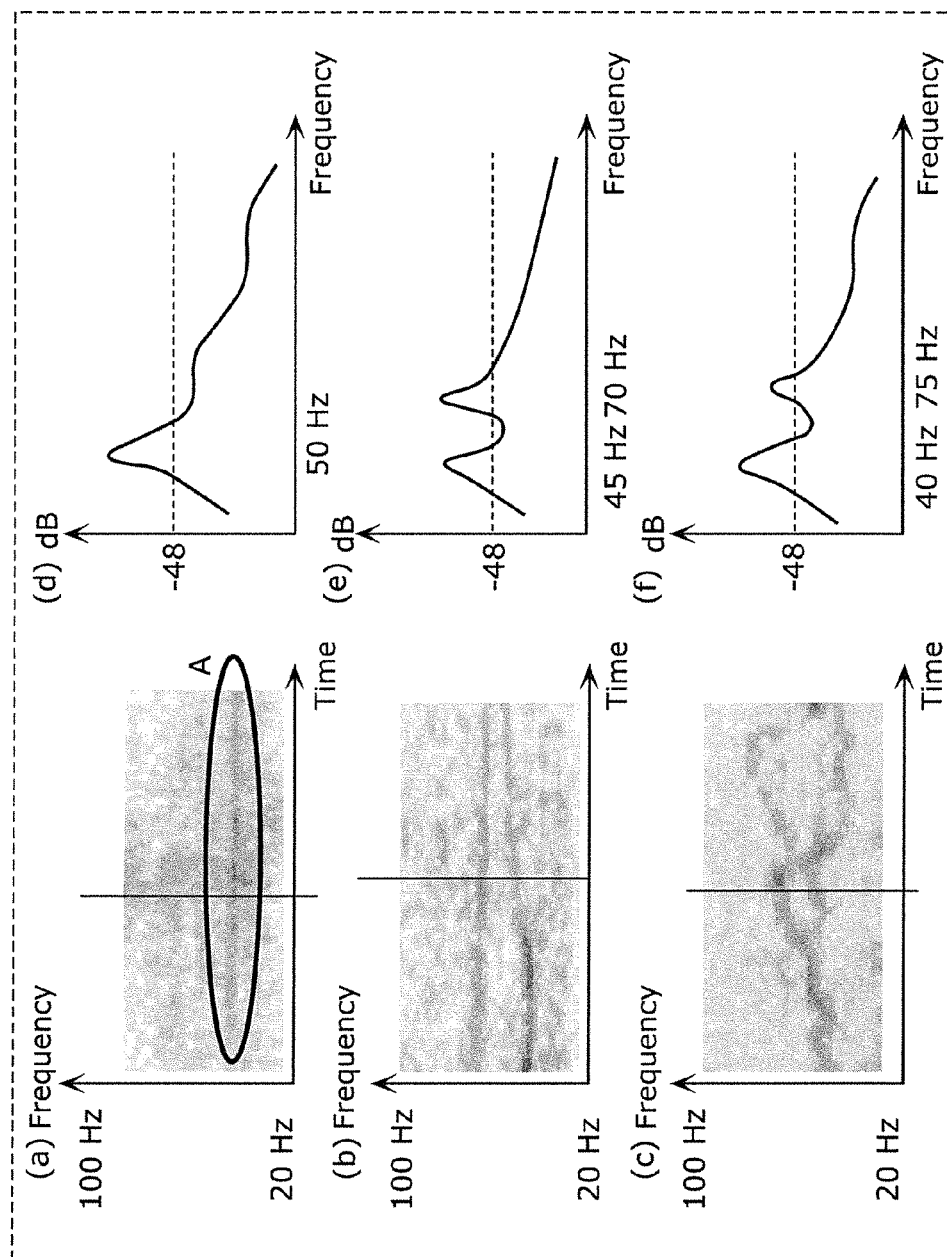 (a) Frequency
100 Hz
A
20 Hz
Time
(b) Frequency
100 Hz
20 Hz
Time
(c) Frequency
100 Hz
20 Hz
Time
(d) dB
-48
50 Hz
Frequency
(e) dB
-48
45 Hz 70 Hz
Frequency
(f) dB
-48
40 Hz 75 Hz
Frequency